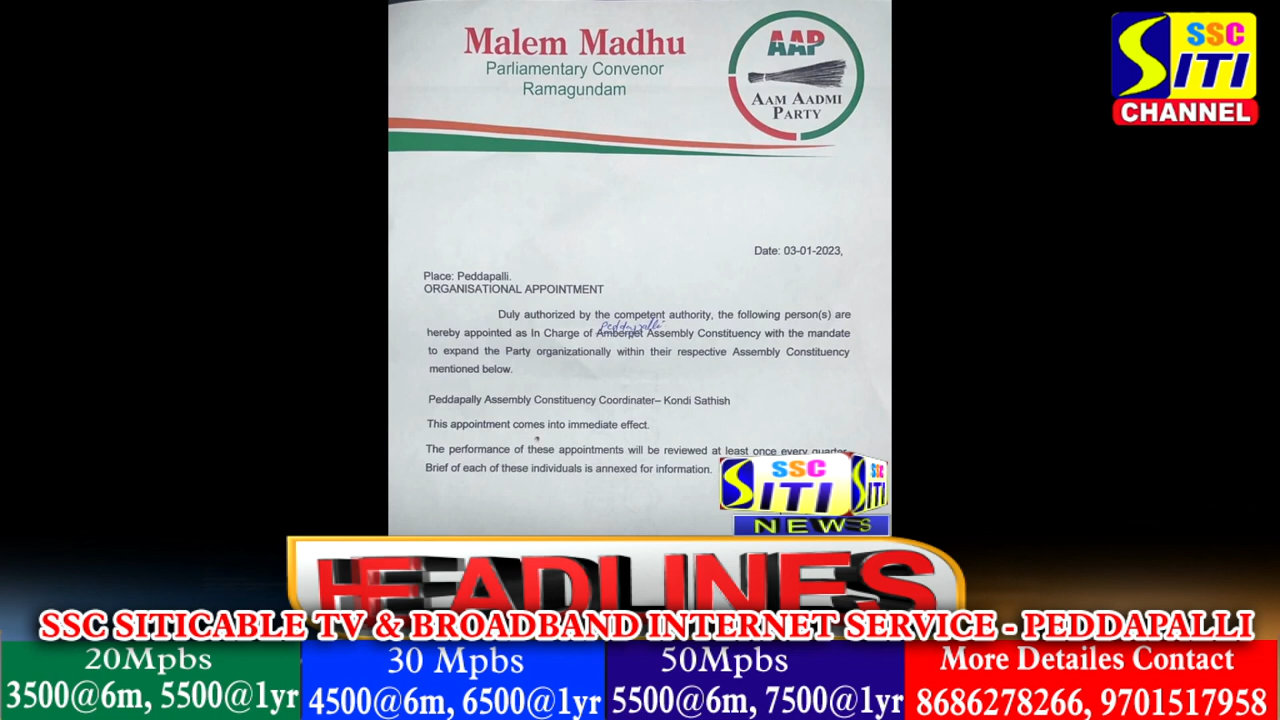 Malem Madhu
Parliamentary Convenor
Ramagundam
AAP
AAM AADMI
PARTY
SSC
SITI
CHANNEL
Date: 03-01-2023,
Place: Peddapalli.
ORGANISATIONAL APPOINTMENT
Duly authorized by the competent authority, the following person(s) are
Peddapalli
hereby appointed as In Charge of Amberpet Assembly Constituency with the mandate
to expand the Party organizationally within their respective Assembly Constituency
mentioned below.
Peddapally Assembly Constituency Coordinater– Kondi Sathish
This appointment comes into immediate effect.
The performance of these appointments will be reviewed at least once every quarter.
Brief of each of these individuals is annexed for information.
SSC
SITI
SSC
SITI
NEWS
HEADLINES
SSC SITICABLE TV & BROADBAND INTERNET SERVICE - PEDDAPALLI
20Mpbs
3500@6m, 5500@1yr
30 Mpbs
4500@6m, 6500@1yr
50Mpbs
5500@6m, 7500@1yr
More Detailes Contact
8686278266, 9701517958